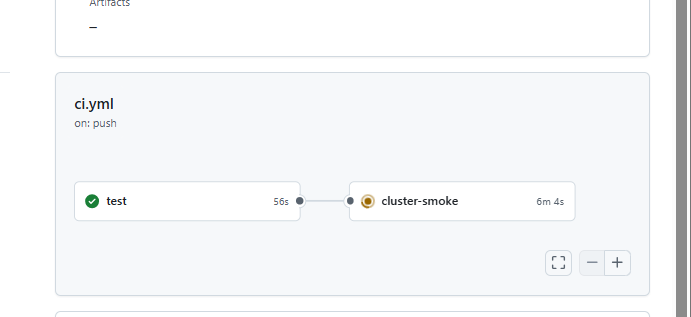 Artifacts
–
ci.yml
on: push
test 56s
cluster-smoke 6m 4s